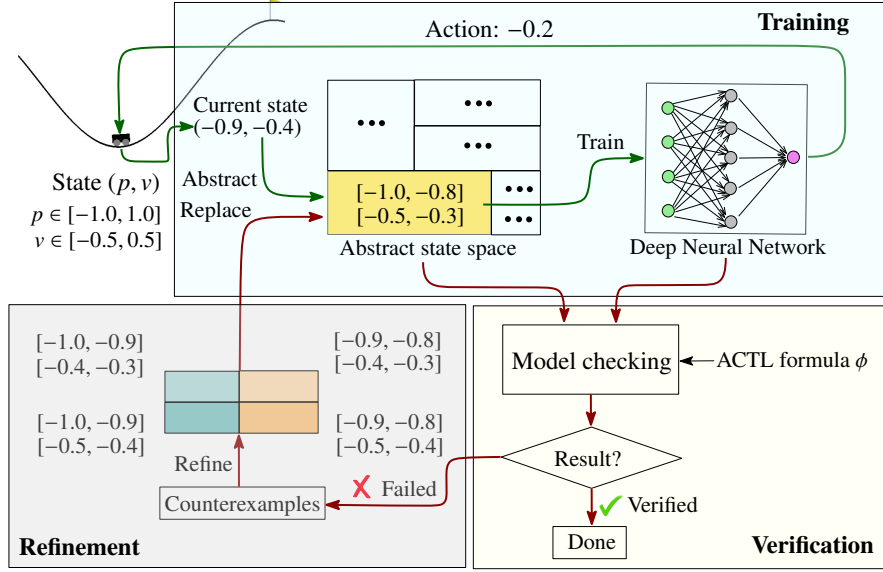 Action: −0.2
Training
Current state
(−0.9, −0.4)
•••
•••
•••
Train
State (p, v)
p ∈ [−1.0, 1.0]
v ∈ [−0.5, 0.5]
Abstract
Replace
[−1.0, −0.8]
[−0.5, −0.3]
•••
•••
Abstract state space
Deep Neural Network
[−1.0, −0.9]
[−0.4, −0.3]
[−0.9, −0.8]
[−0.4, −0.3]
[−1.0, −0.9]
[−0.5, −0.4]
[−0.9, −0.8]
[−0.5, −0.4]
Refine
Counterexamples
Failed
Refinement
Model checking
ACTL formula ϕ
Result?
Verified
Done
Verification